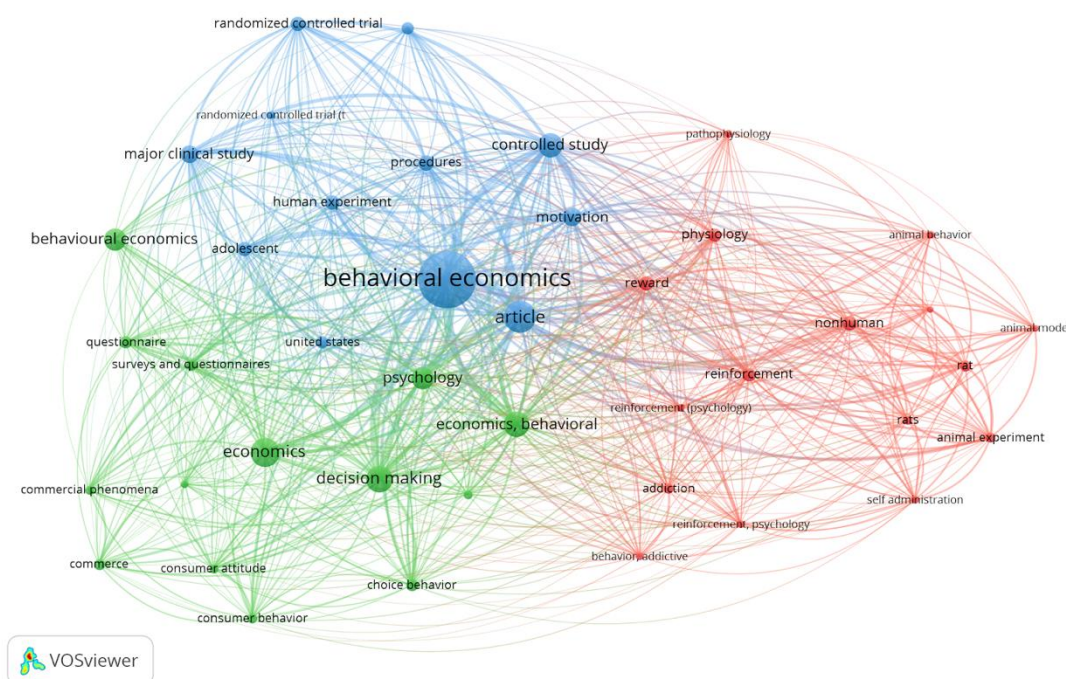 randomized controlled trial
randomized controlled trial (t
pathophysiology
controlled study
major clinical study
procedures
human experiment
motivation
behavioural economics
adolescent
physiology
animal behavior
behavioral economics
reward
article
nonhuman
animal mode
questionnaire
united states
surveys and questionnaires
psychology
reinforcement
rat
reinforcement (psychology)
economics, behavioral
rats
animal experiment
economics
decision making
commercial phenomena
addiction
self administration
reinforcement, psychology
behavior, addictive
commerce
consumer attitude
choice behavior
consumer behavior
VOSviewer